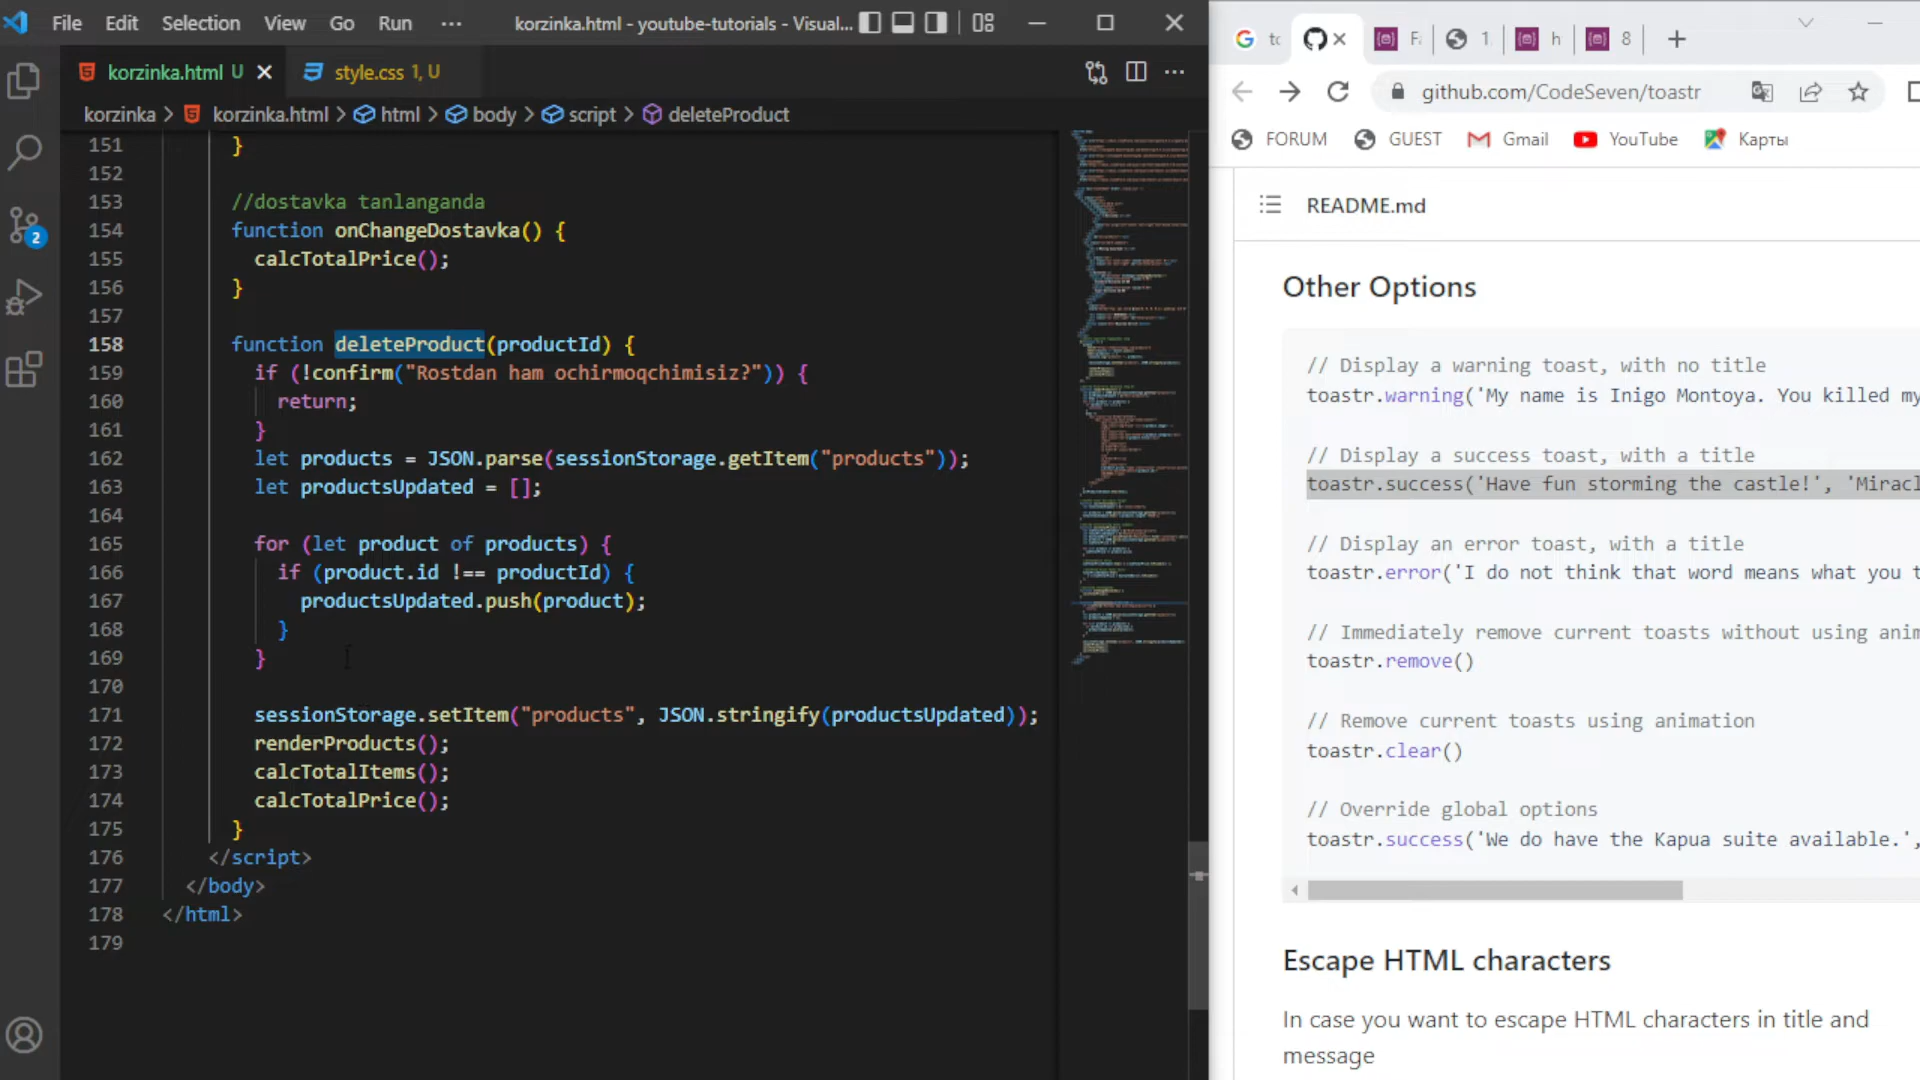 File Edit Selection View Go Run ··· korzinka.html - youtube-tutorials - Visual...
korzinka.html U style.css 1, U
korzinka > korzinka.html > html > body > script > deleteProduct
151 }
152
153 //dostavka tanlanganda
154 function onChangeDostavka() {
155 calcTotalPrice();
156 }
157
158 function deleteProduct(productId) {
159 if (!confirm("Rostdan ham ochirmoqchimisiz?")) {
160 return;
161 }
162 let products = JSON.parse(sessionStorage.getItem("products"));
163 let productsUpdated = [];
164
165 for (let product of products) {
166 if (product.id !== productId) {
167 productsUpdated.push(product);
168 }
169 }
170
171 sessionStorage.setItem("products", JSON.stringify(productsUpdated));
172 renderProducts();
173 calcTotalItems();
174 calcTotalPrice();
175 }
176 </script>
177 </body>
178 </html>
179
2
tc F 1 h 8
github.com/CodeSeven/toastr
FORUM GUEST Gmail YouTube Карты
README.md
Other Options
// Display a warning toast, with no title
toastr.warning('My name is Inigo Montoya. You killed my
// Display a success toast, with a title
toastr.success('Have fun storming the castle!', 'Miracl
// Display an error toast, with a title
toastr.error('I do not think that word means what you t
// Immediately remove current toasts without using anim
toastr.remove()
// Remove current toasts using animation
toastr.clear()
// Override global options
toastr.success('We do have the Kapua suite available.',
Escape HTML characters
In case you want to escape HTML characters in title and
message